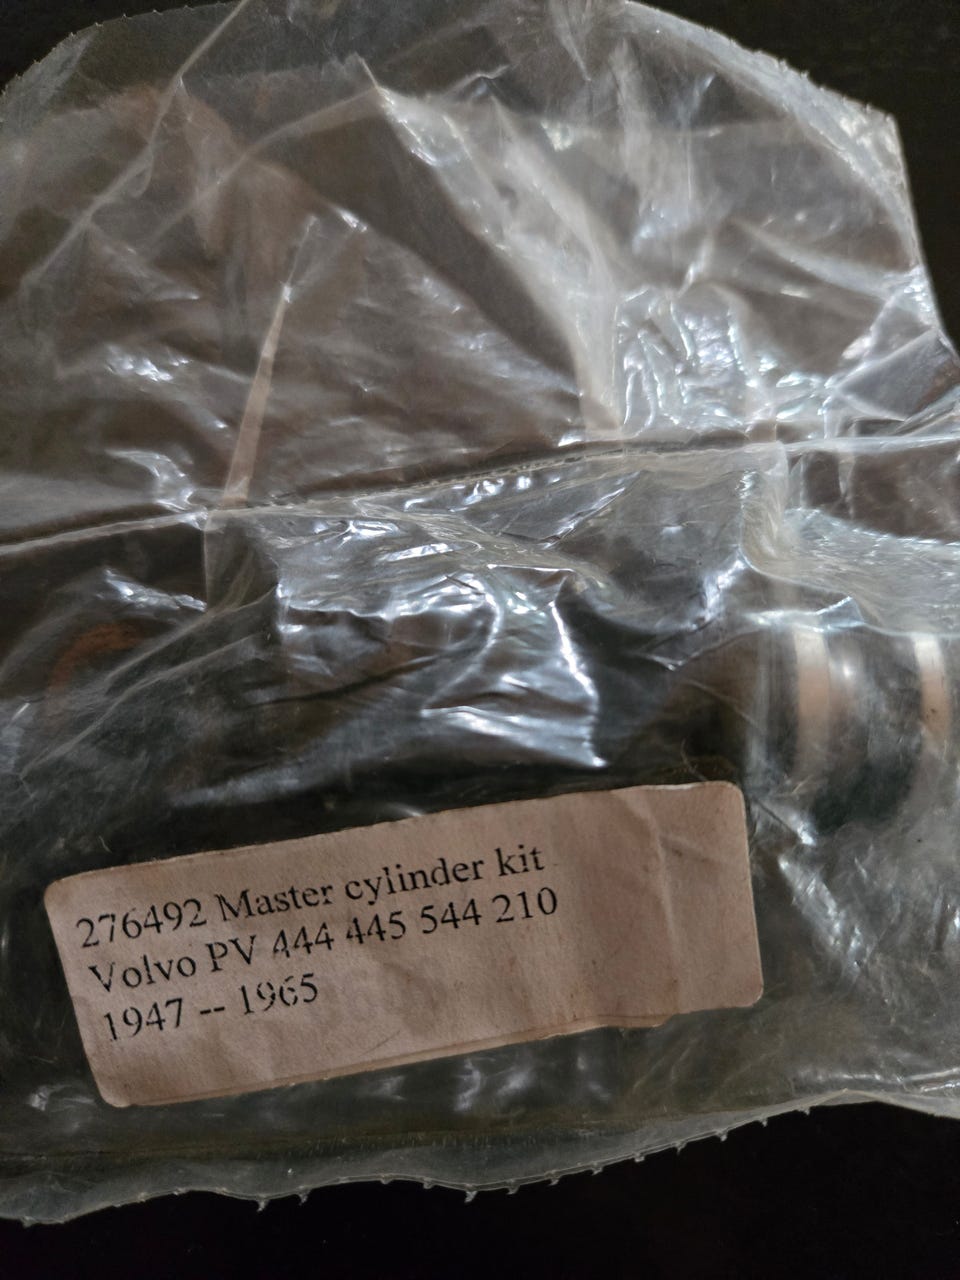 276492 Master cylinder kit
Volvo PV 444 445 544 210
1947 -- 1965